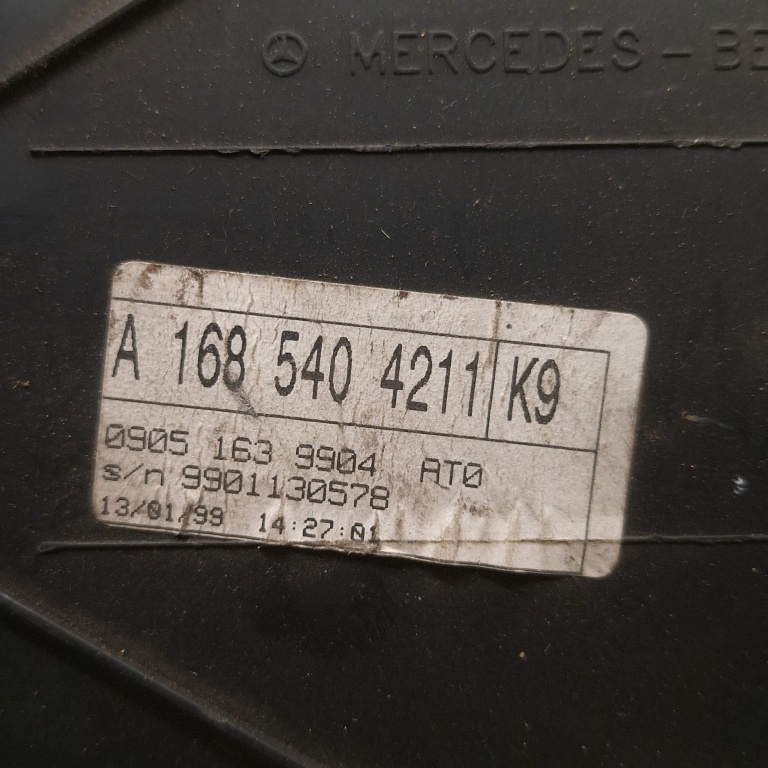 MERCEDES - BE
A 168 540 4211 K9
0905 163 9904 AT0
s/n 9901130578
13/01/99 14:27:01